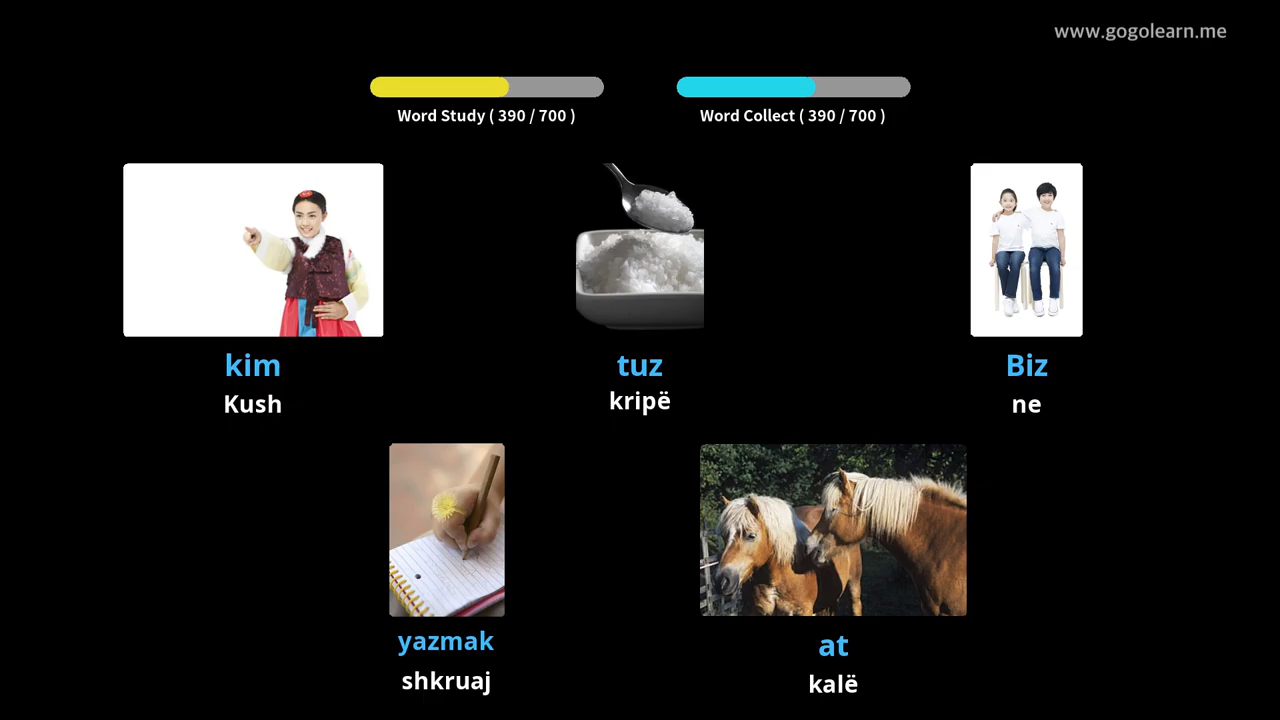 www.gogolearn.me
Word Study ( 390 / 700 )
Word Collect ( 390 / 700 )
kim
Kush
tuz
kripë
Biz
ne
yazmak
shkruaj
at
kalë